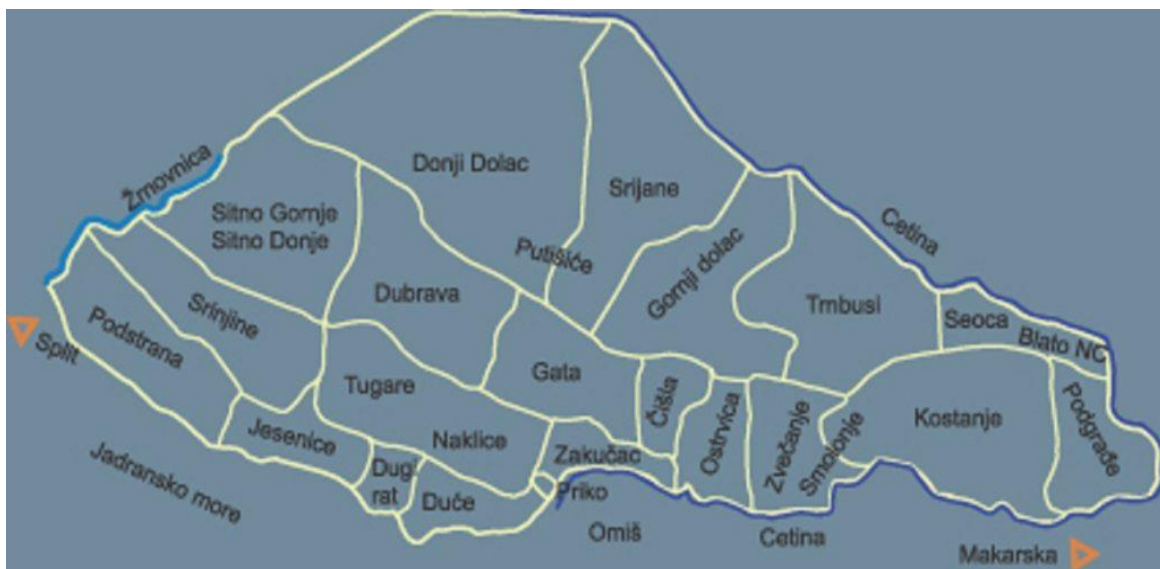 Žrnovnica
Donji Dolac
Srijane
Sitno Gornje
Sitno Donje
Cetina
Putišiće
Gornji dolac
Dubrava
Trnbusi
Srinjine
Podstrana
Split
Seoca
Blato NC
Gata
Tugare
Čišla
Ostrvica
Zvečanje
Smolonje
Kostanje
Podgrađe
Jesenice
Naklice
Zakučac
Dugi
rat
Duće
Priko
Jadransko more
Omiš
Cetina
Makarska